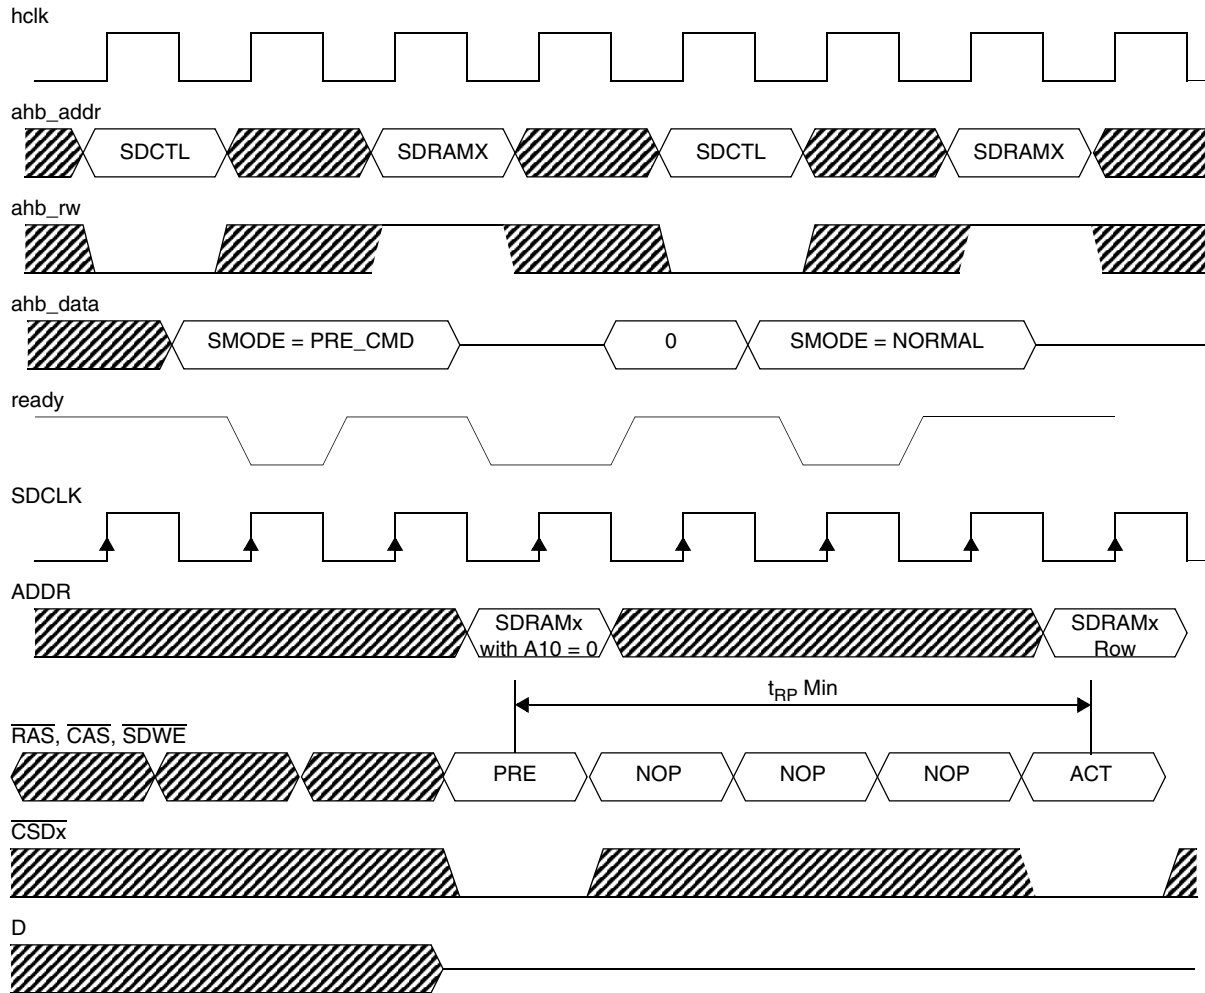 hclk
ahb_addr
SDCTL SDRAMX SDCTL SDRAMX
ahb_rw
ahb_data
SMODE = PRE_CMD 0 SMODE = NORMAL
ready
SDCLK
ADDR
SDRAMx SDRAMx
with A10 = 0 Row
tRP Min
RAS, CAS, SDWE
PRE NOP NOP NOP ACT
CSDx
D